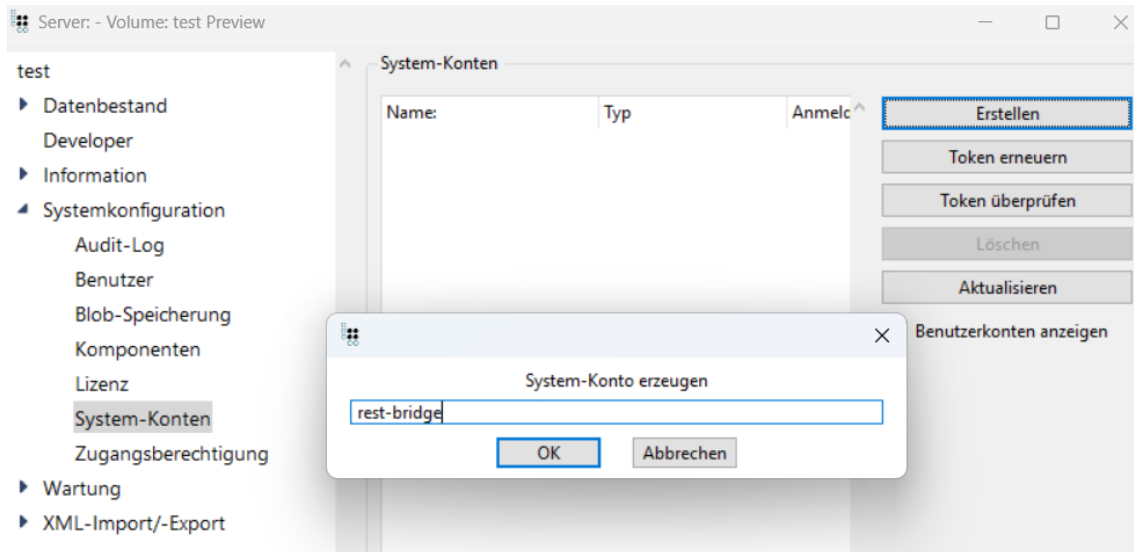 Server: - Volume: test Preview
test
Datenbestand
Developer
Information
Systemkonfiguration
Audit-Log
Benutzer
Blob-Speicherung
Komponenten
Lizenz
System-Konten
Zugangsberechtigung
Wartung
XML-Import/-Export
System-Konten
Name: Typ Anmeld
Erstellen
Token erneuern
Token überprüfen
Löschen
Aktualisieren
Benutzerkonten anzeigen
System-Konto erzeugen
rest-bridge
OK Abbrechen